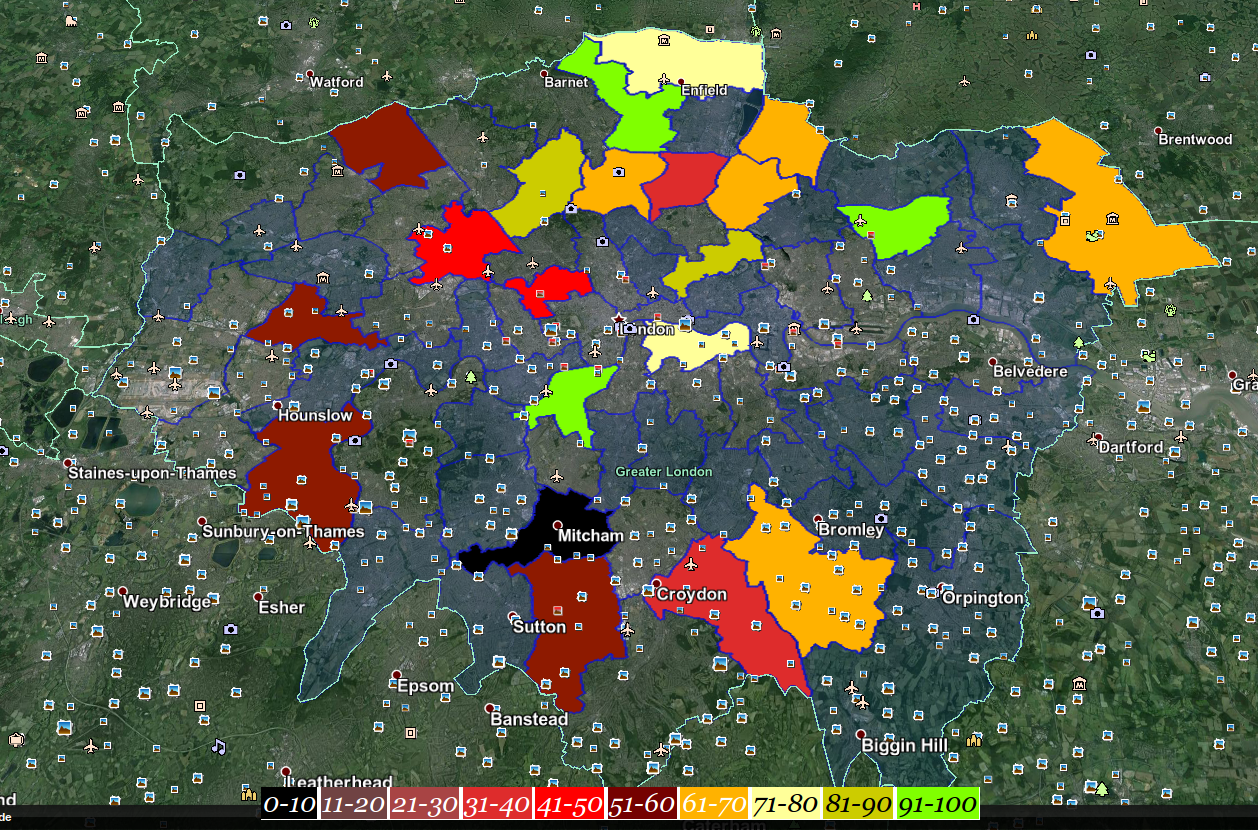 Watford
Barnet
Enfield
Brentwood
London
Belvedere
Hounslow
Dartford
Staines-upon-Thames
Greater London
Sunbury-on-Thames
Mitcham
Bromley
Weybridge
Esher
Croydon
Orpington
Sutton
Epsom
Banstead
Biggin Hill
Leatherhead
0-10 11-20 21-30 31-40 41-50 51-60 61-70 71-80 81-90 91-100
de